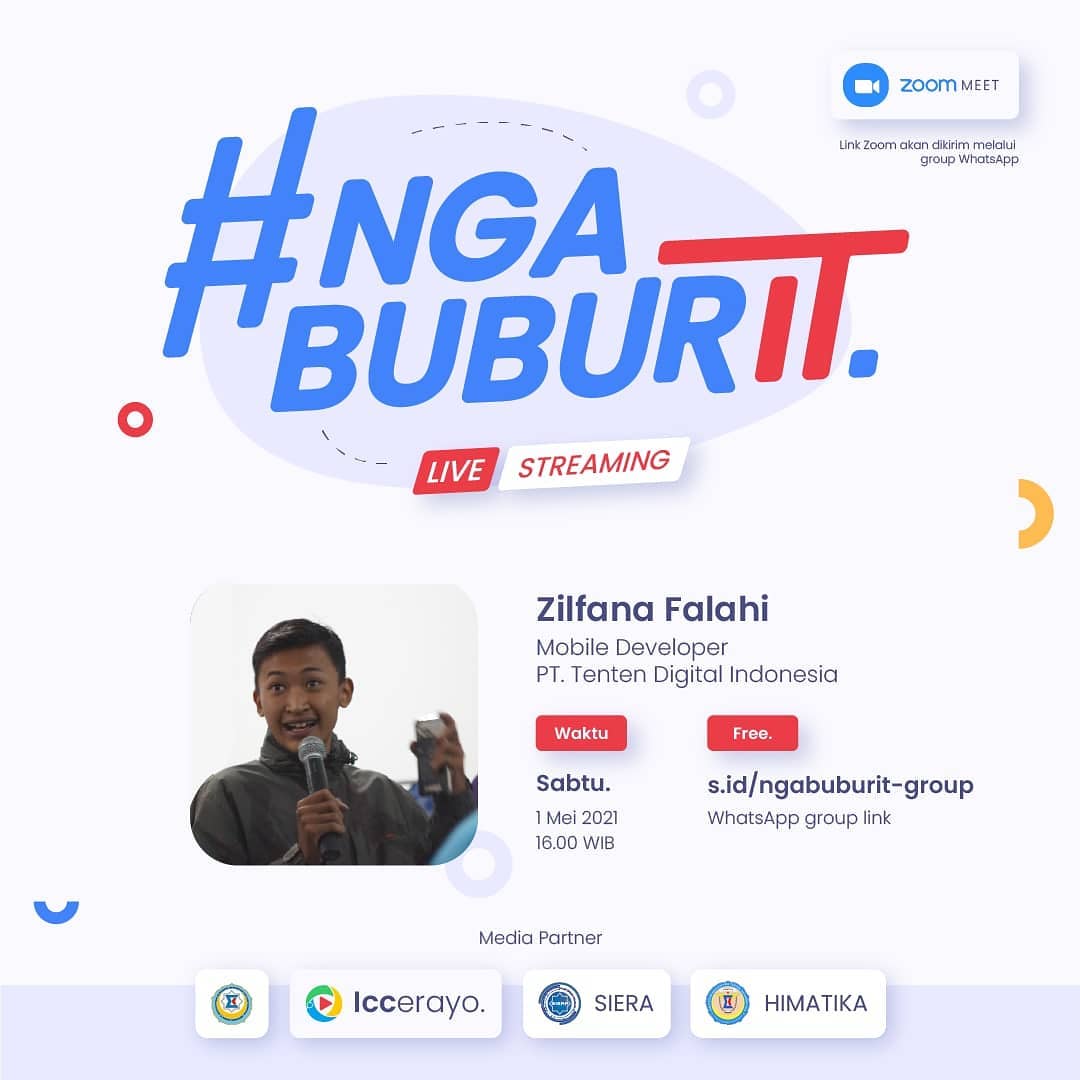 zoom MEET
Link Zoom akan dikirim melalui
group WhatsApp
#NGA
BUBURIT.
LIVE STREAMING
Zilfana Falahi
Mobile Developer
PT. Tenten Digital Indonesia
Waktu
Sabtu.
1 Mei 2021
16.00 WIB
Free.
s.id/ngabuburit-group
WhatsApp group link
Media Partner
lccerayo.
SIERA
HIMATIKA